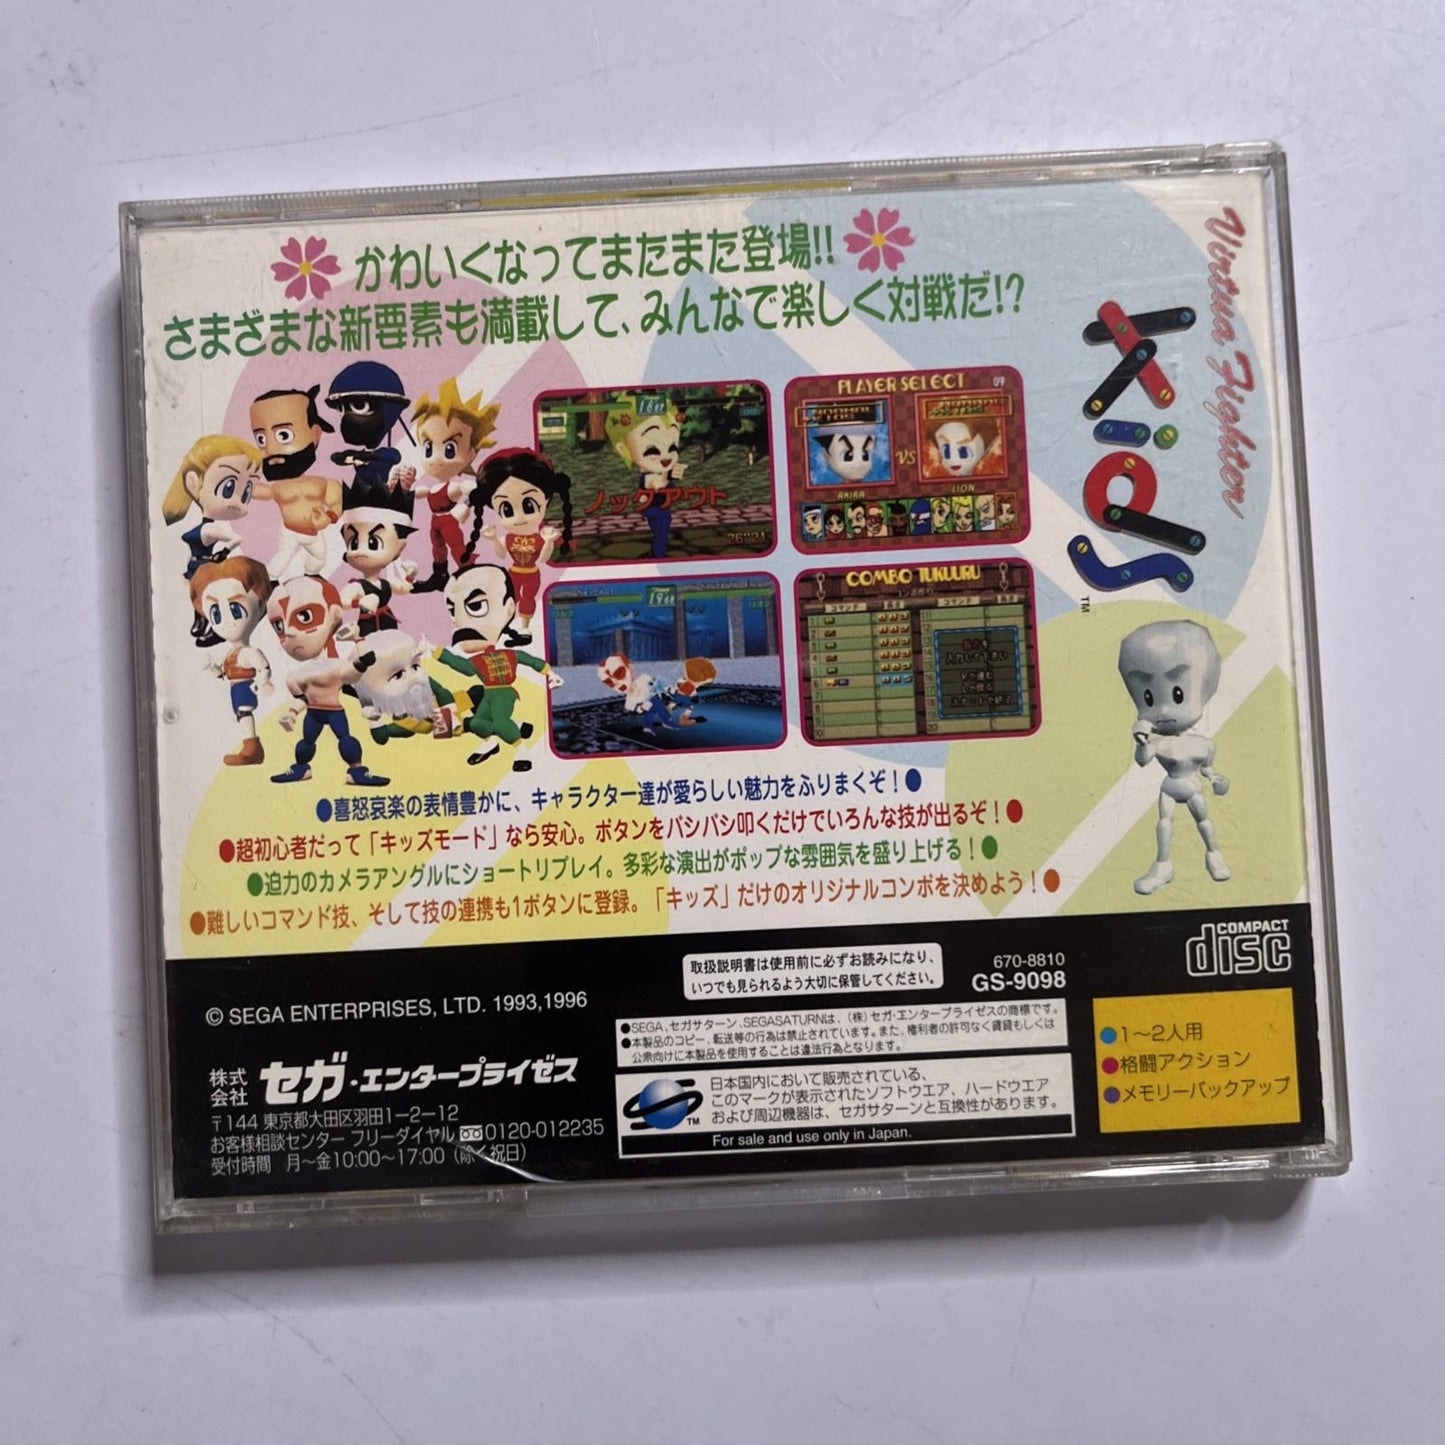 かわいくなってまたまた登場!!
さまざまな新要素も満載して、みんなで楽しく対戦だ!?
Virtua Fighter
Kids
TM
ノックアウト
26"21
PLAYER SELECT
09
VS
AKIRA
LION
COMBO TUKUURU
コマンド
コマンド
入力して下さい
●喜怒哀楽の表情豊かに、キャラクター達が愛らしい魅力をふりまくぞ！●
●超初心者だって「キッズモード」なら安心。ボタンをバシバシ叩くだけでいろんな技が出るぞ！●
●迫力のカメラアングルにショートリプレイ。多彩な演出がポップな雰囲気を盛り上げる！●
●難しいコマンド技、そして技の連携も1ボタンに登録。「キッズ」だけのオリジナルコンボを決めよう！●
© SEGA ENTERPRISES, LTD. 1993,1996
株式会社 セガ・エンタープライゼス
〒144 東京都大田区羽田1-2-12
お客様相談センター フリーダイヤル 0120-012235
受付時間 月～金10:00～17:00（除く祝日）
取扱説明書は使用前に必ずお読みになり、
いつでも見られるよう大切に保管してください。
670-8810
GS-9098
COMPACT
disc
●SEGA、セガサターン、SEGASATURNは、（株）セガ・エンタープライゼスの商標です。
●本製品のコピー、転送等の行為は禁止されています。また、権利者の許可なく賃貸もしくは
公衆向けに本製品を使用することは違法行為となります。
日本国内において販売されている、
このマークが表示されたソフトウエア、ハードウエア
および周辺機器は、セガサターンと互換性があります。
TM
For sale and use only in Japan.
●1～2人用
●格闘アクション
●メモリーバックアップ